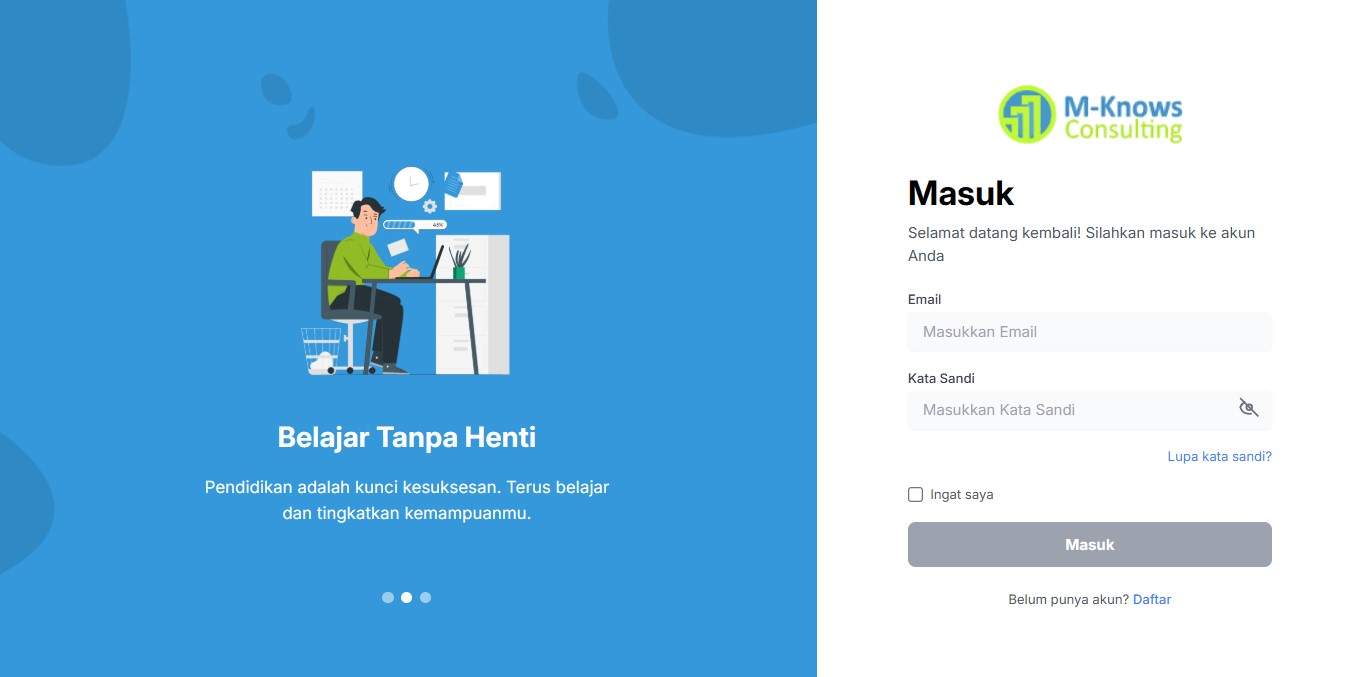 45%
Belajar Tanpa Henti
Pendidikan adalah kunci kesuksesan. Terus belajar
dan tingkatkan kemampuanmu.
M-Knows
Consulting
Masuk
Selamat datang kembali! Silahkan masuk ke akun
Anda
Email
Masukkan Email
Kata Sandi
Masukkan Kata Sandi
Lupa kata sandi?
Ingat saya
Masuk
Belum punya akun? Daftar